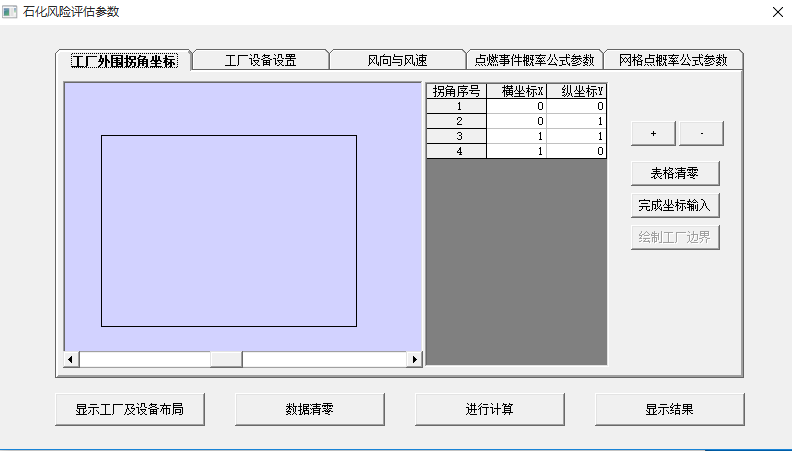 石化风险评估参数
工厂外围拐角坐标 工厂设备设置 风向与风速 点燃事件概率公式参数 网格点概率公式参数
拐角序号 横坐标X 纵坐标Y
1 0 0
2 0 1
3 1 1
4 1 0
+ -
表格清零
完成坐标输入
绘制工厂边界
显示工厂及设备布局 数据清零 进行计算 显示结果